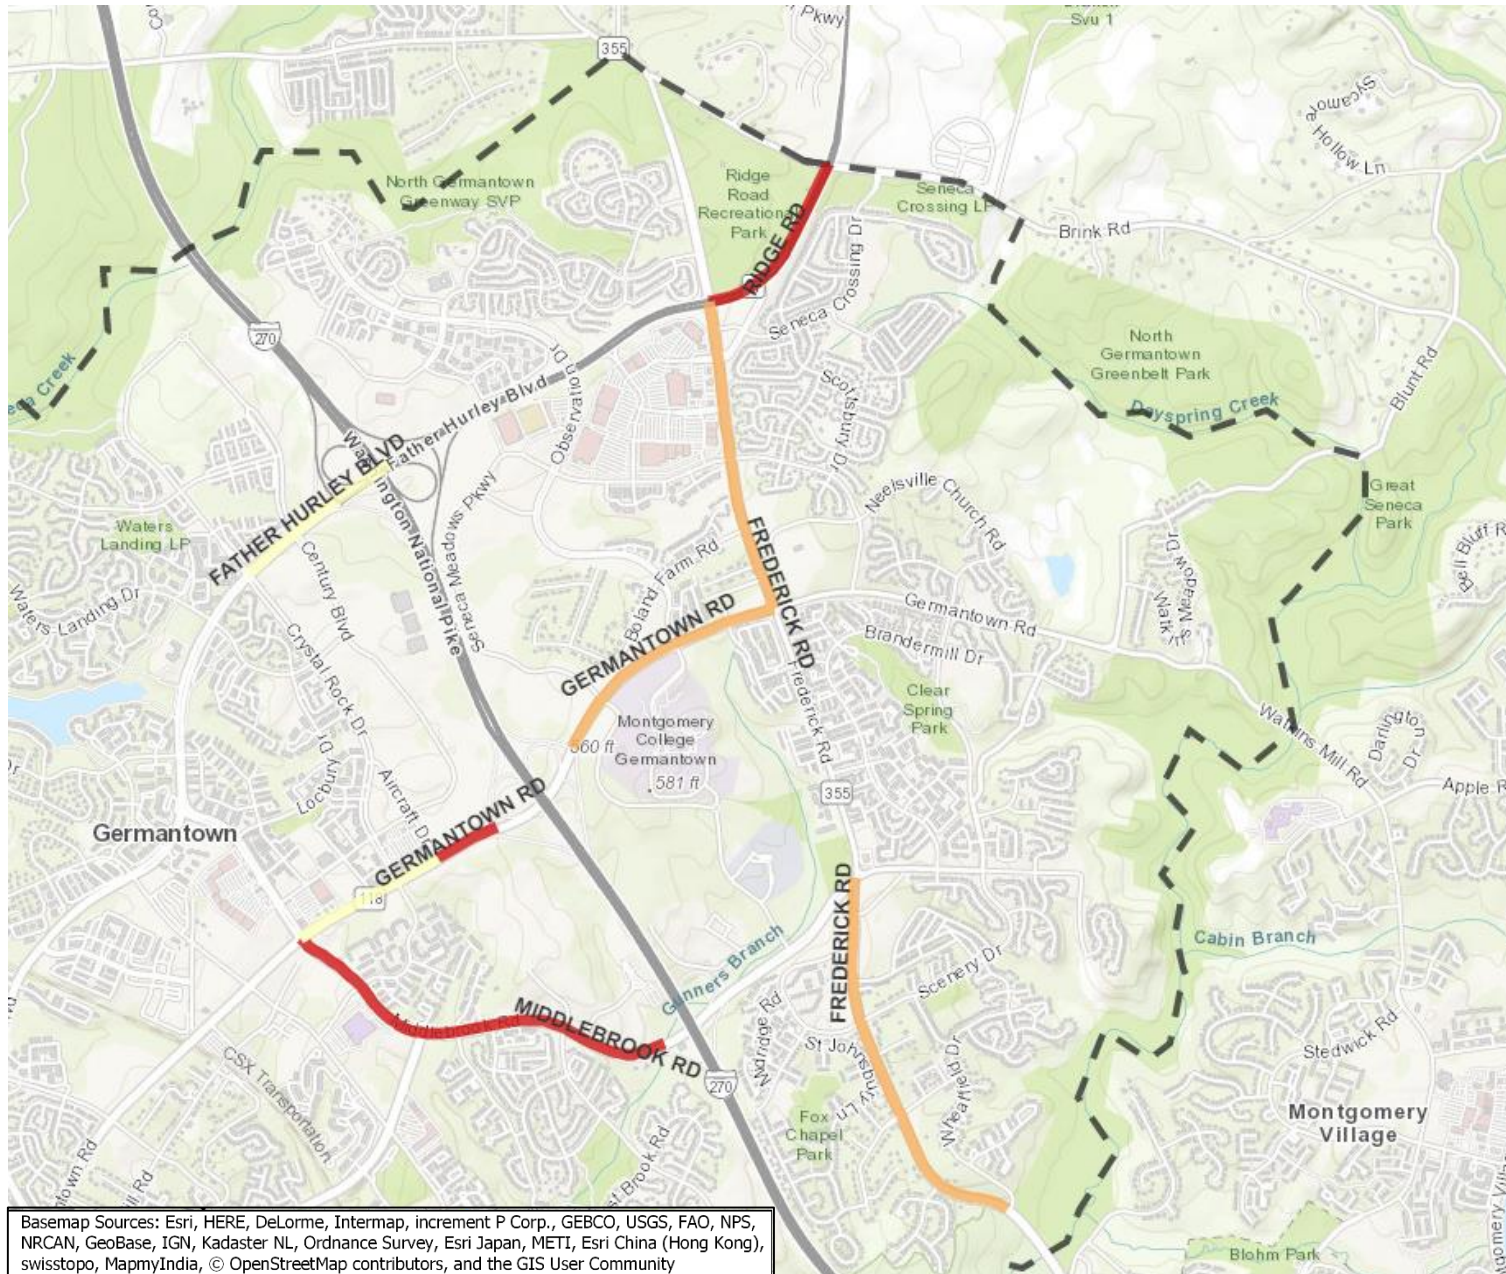 Svu 1
Pkwy
355
Sycamore
Hollow Ln
North Germantown
Greenway SVP
Ridge
Road
Recreational
Park
Seneca
Crossing LP
Brink Rd
RIDGE RD
Seneca Crossing Dr
270
North
Germantown
Greenbelt Park
Creek
Dayspring Creek
Blunt Rd
Father Hurley Blvd
Observation Dr
Scottsbury Dr
FATHER HURLEY BLVD
Washington National Pike
Seneca Meadows Pkwy
Neelsville Church Rd
Great
Seneca
Park
Waters
Landing LP
Century Blvd
FREDERICK RD
Boland Farm Rd
Waters Landing Dr
GERMANTOWN RD
Germantown Rd
Brandermill Dr
Crystal Rock Dr
Frederick Rd
Clear
Spring
Park
Montgomery
College
Germantown
560 ft
581 ft
Watkins Mill Rd
Darlington
Dr
Dr
Locbury Dr
Aircraft Dr
355
Apple
Germantown
GERMANTOWN RD
118
FREDERICK RD
Cabin Branch
Gunners Branch
Scenery Dr
Middlebrook Rd
MIDDLEBROOK RD
St Johnsbury Ln
Wheatfield Dr
Stedwick Rd
CSX Transportation
270
Fox
Chapel
Park
Montgomery
Village
Brook Rd
Blohm Park
Basemap Sources: Esri, HERE, DeLorme, Intermap, increment P Corp., GEBCO, USGS, FAO, NPS,
NRCAN, GeoBase, IGN, Kadaster NL, Ordnance Survey, Esri Japan, METI, Esri China (Hong Kong),
swisstopo, MapmyIndia, © OpenStreetMap contributors, and the GIS User Community